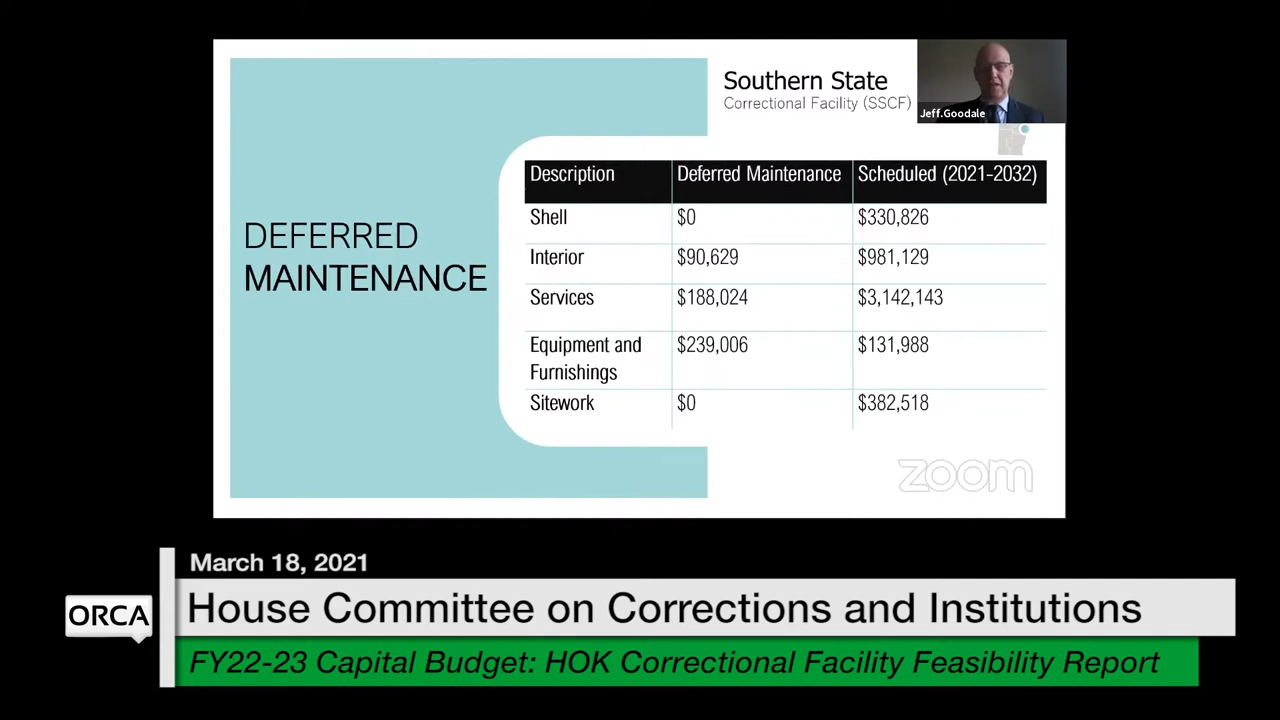 Southern State
Correctional Facility (SSCF)
Jeff.Goodale
DEFERRED
MAINTENANCE
Description Deferred Maintenance Scheduled (2021-2032)
Shell $0 $330,826
Interior $90,629 $981,129
Services $188,024 $3,142,143
Equipment and $239,006 $131,988
Furnishings
Sitework $0 $382,518
zoom
March 18, 2021
ORCA
House Committee on Corrections and Institutions
FY22-23 Capital Budget: HOK Correctional Facility Feasibility Report